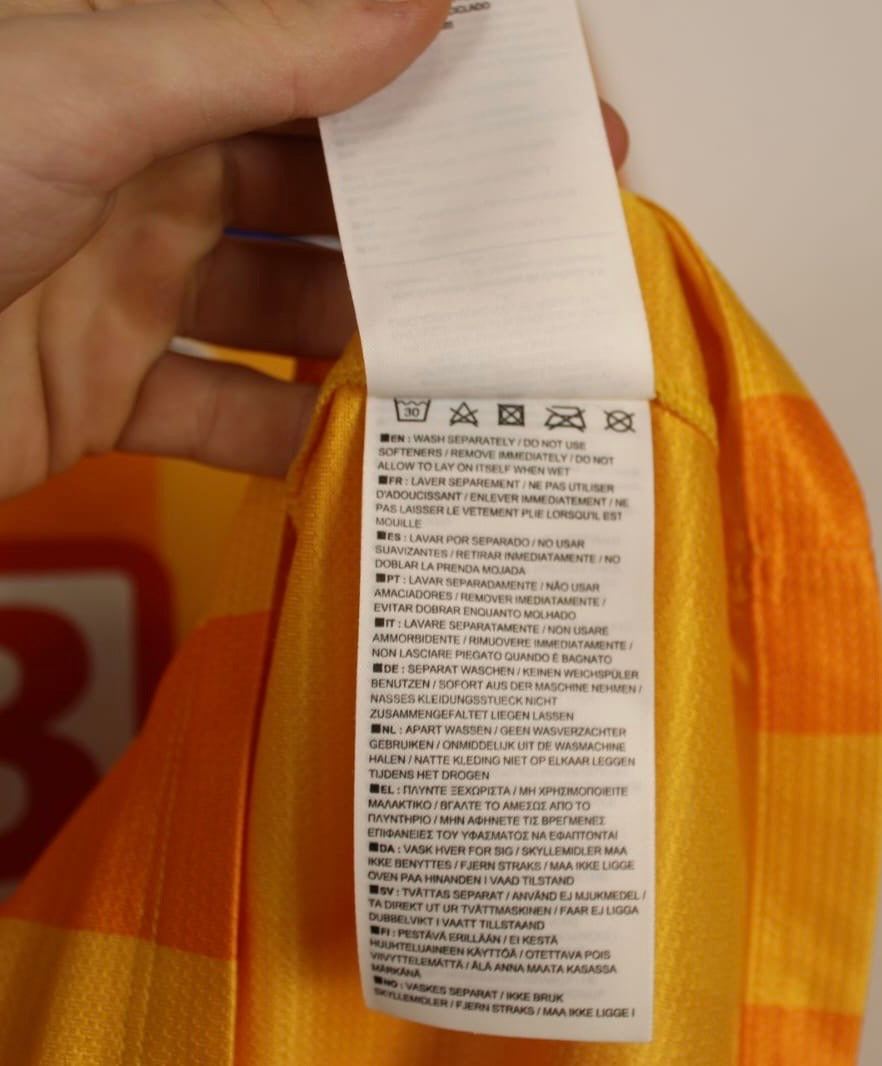 CICLADO
30
EN : WASH SEPARATELY / DO NOT USE
SOFTENERS / REMOVE IMMEDIATELY / DO NOT
ALLOW TO LAY ON ITSELF WHEN WET
FR : LAVER SEPAREMENT / NE PAS UTILISER
D'ADOUCISSANT / ENLEVER IMMEDIATEMENT / NE
PAS LAISSER LE VETEMENT PLIE LORSQU'IL EST
MOUILLE
ES : LAVAR POR SEPARADO / NO USAR
SUAVIZANTES / RETIRAR INMEDIATAMENTE / NO
DOBLAR LA PRENDA MOJADA
PT : LAVAR SEPARADAMENTE / NÃO USAR
AMACIADORES / REMOVER IMEDIATAMENTE /
EVITAR DOBRAR ENQUANTO MOLHADO
IT : LAVARE SEPARATAMENTE / NON USARE
AMMORBIDENTE / RIMUOVERE IMMEDIATAMENTE /
NON LASCIARE PIEGATO QUANDO È BAGNATO
DE : SEPARAT WASCHEN / KEINEN WEICHSPÜLER
BENUTZEN / SOFORT AUS DER MASCHINE NEHMEN /
NASSES KLEIDUNGSSTUECK NICHT
ZUSAMMENGEFALTET LIEGEN LASSEN
NL : APART WASSEN / GEEN WASVERZACHTER
GEBRUIKEN / ONMIDDELIJK UIT DE WASMACHINE
HALEN / NATTE KLEDING NIET OP ELKAAR LEGGEN
TIJDENS HET DROGEN
EL : ΠΛΥΝΤΕ ΞΕΧΩΡΙΣΤΑ / ΜΗ ΧΡΗΣΙΜΟΠΟΙΕΙΤΕ
ΜΑΛΑΚΤΙΚΟ / ΒΓΑΛΤΕ ΤΟ ΑΜΕΣΩΣ ΑΠΟ ΤΟ
ΠΛΥΝΤΗΡΙΟ / ΜΗΝ ΑΦΗΝΕΤΕ ΤΙΣ ΒΡΕΓΜΕΝΕΣ
ΕΠΙΦΑΝΕΙΕΣ ΤΟΥ ΥΦΑΣΜΑΤΟΣ ΝΑ ΕΦΑΠΤΟΝΤΑΙ
DA : VASK HVER FOR SIG / SKYLLEMIDLER MAA
IKKE BENYTTES / FJERN STRAKS / MAA IKKE LIGGE
OVEN PAA HINANDEN I VAAD TILSTAND
SV : TVÄTTAS SEPARAT / ANVÄND EJ MJUKMEDEL /
TA DIREKT UT UR TVÄTTMASKINEN / FAAR EJ LIGGA
DUBBELVIKT I VAATT TILLSTAAND
FI : PESTÄVÄ ERILLÄÄN / EI KESTÄ
HUUHTELUAINEEN KÄYTTÖÄ / OTETTAVA POIS
VIIVYTTELEMÄTTÄ / ÄLÄ ANNA MAATA KASASSA
MÄRKÄNÄ
NO : VASKES SEPARAT / IKKE BRUK
SKYLLEMIDLER / FJERN STRAKS / MAA IKKE LIGGE I